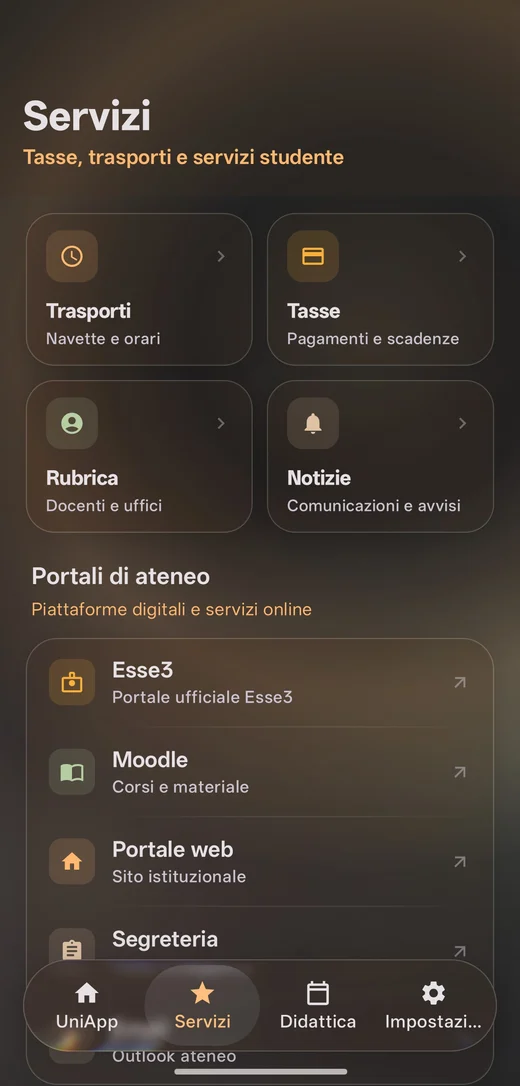 Servizi
Tasse, trasporti e servizi studente
Trasporti
Navette e orari
Tasse
Pagamenti e scadenze
Rubrica
Docenti e uffici
Notizie
Comunicazioni e avvisi
Portali di ateneo
Piattaforme digitali e servizi online
Esse3
Portale ufficiale Esse3
Moodle
Corsi e materiale
Portale web
Sito istituzionale
Segreteria
UniApp
Servizi
Didattica
Impostazi...
Outlook ateneo